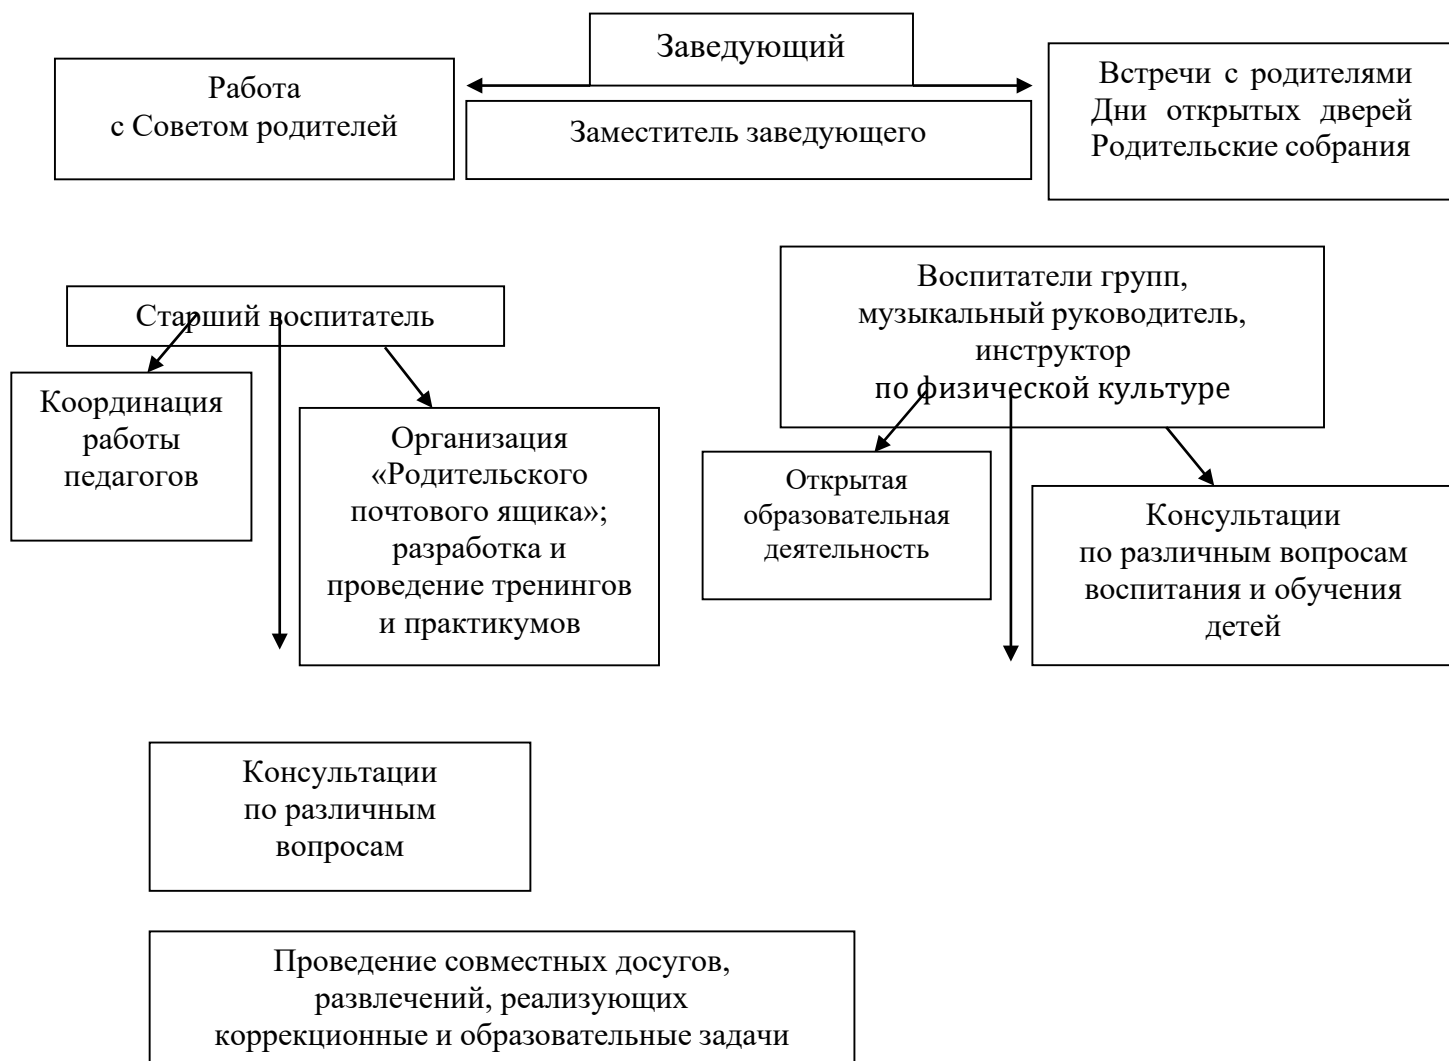 Заведующий
Работа
с Советом родителей
Заместитель заведующего
Встречи с родителями
Дни открытых дверей
Родительские собрания
Старший воспитатель
Воспитатели групп,
музыкальный руководитель,
инструктор
по физической культуре
Координация
работы
педагогов
Организация
«Родительского
почтового ящика»;
разработка и
проведение тренингов
и практикумов
Открытая
образовательная
деятельность
Консультации
по различным вопросам
воспитания и обучения
детей
Консультации
по различным
вопросам
Проведение совместных досугов,
развлечений, реализующих
коррекционные и образовательные задачи